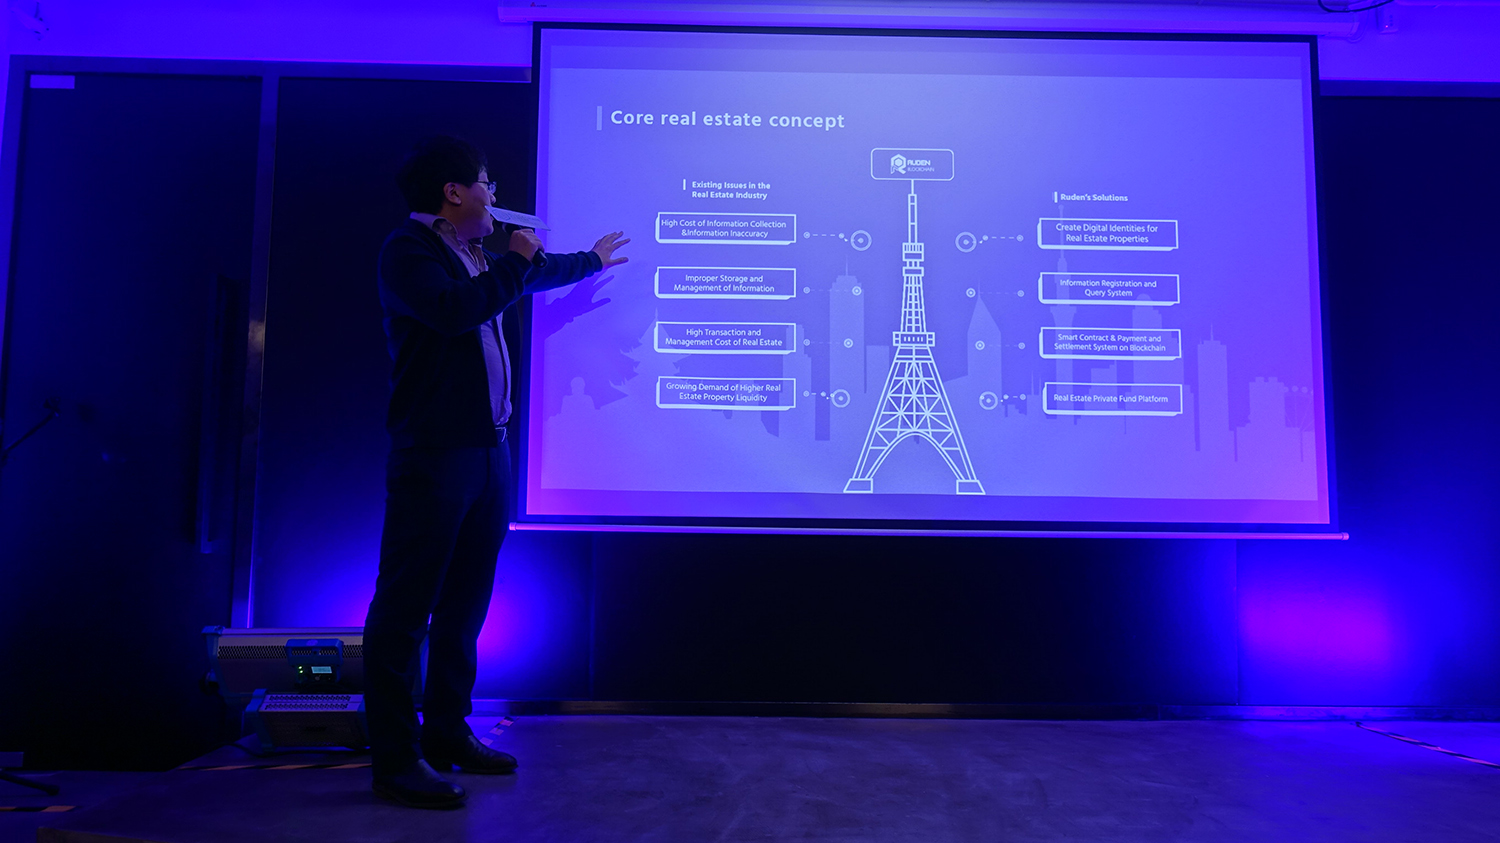 Core real estate concept
RUDEN
BLOCKCHAIN
Existing Issues in the
Real Estate Industry
High Cost of Information Collection
&Information Inaccuracy
Improper Storage and
Management of Information
High Transaction and
Management Cost of Real Estate
Growing Demand of Higher Real
Estate Property Liquidity
Ruden's Solutions
Create Digital Identities for
Real Estate Properties
Information Registration and
Query System
Smart Contract & Payment and
Settlement System on Blockchain
Real Estate Private Fund Platform